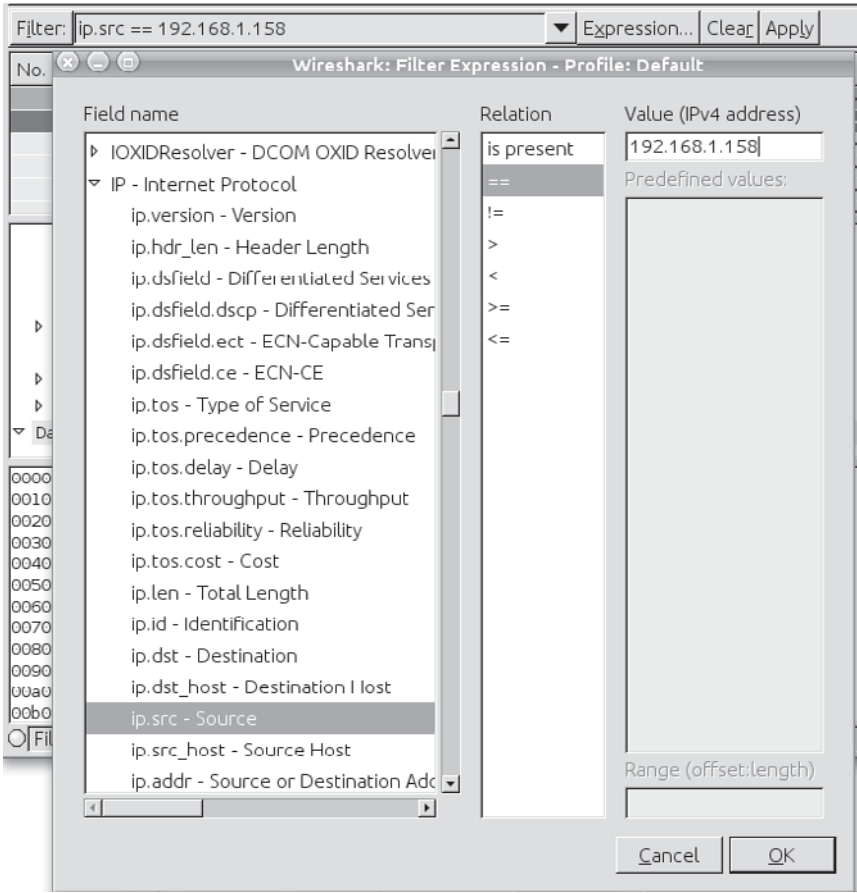 Filter: ip.src == 192.168.1.158 Expression... Clear Apply
No. Wireshark: Filter Expression - Profile: Default
Field name Relation Value (IPv4 address)
IOXIDResolver - DCOM OXID Resolver is present 192.168.1.158
IP - Internet Protocol == Predefined values:
ip.version - Version !=
ip.hdr_len - Header Length >
ip.dsfield - Differentiated Services <
ip.dsfield.dscp - Differentiated Ser >=
ip.dsfield.ect - ECN-Capable Trans <=
ip.dsfield.ce - ECN-CE
ip.tos - Type of Service
ip.tos.precedence - Precedence
Da
ip.tos.delay - Delay
0000
ip.tos.throughput - Throughput
0010
0020
ip.tos.reliability - Reliability
0030
ip.tos.cost - Cost
0040
0050
ip.len - Total Length
0060
ip.id - Identification
0070
0080
ip.dst - Destination
0090
ip.dst_host - Destination Host
00a0
00b0
ip.src - Source
Fil
ip.src_host - Source Host
ip.addr - Source or Destination Add
Range (offset:length)
Cancel OK